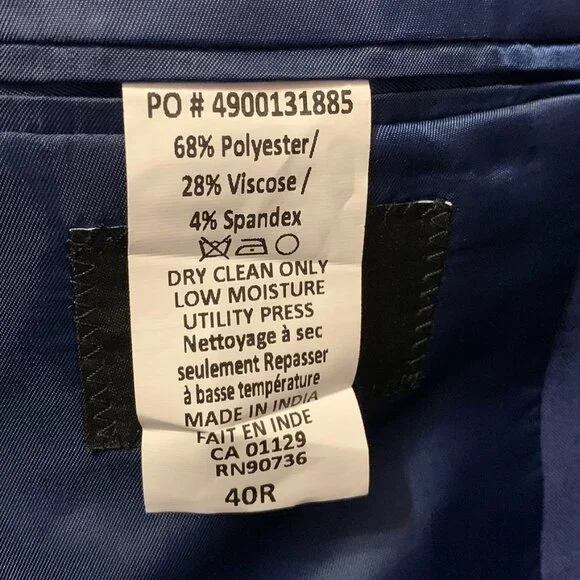 PO # 4900131885
68% Polyester/
28% Viscose /
4% Spandex
DRY CLEAN ONLY
LOW MOISTURE
UTILITY PRESS
Nettoyage à sec
seulement Repasser
à basse température
MADE IN INDIA
FAIT EN INDE
CA 01129
RN90736
40R